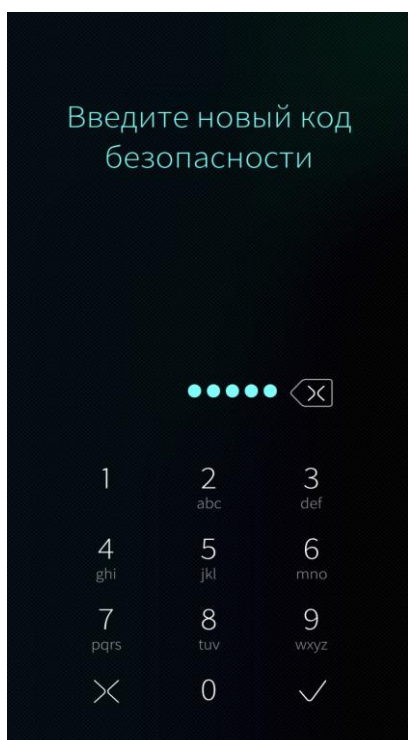 Введите новый код
безопасности
1 2 3
abc def
4 5 6
ghi jkl mno
7 8 9
pqrs tuv wxyz
0